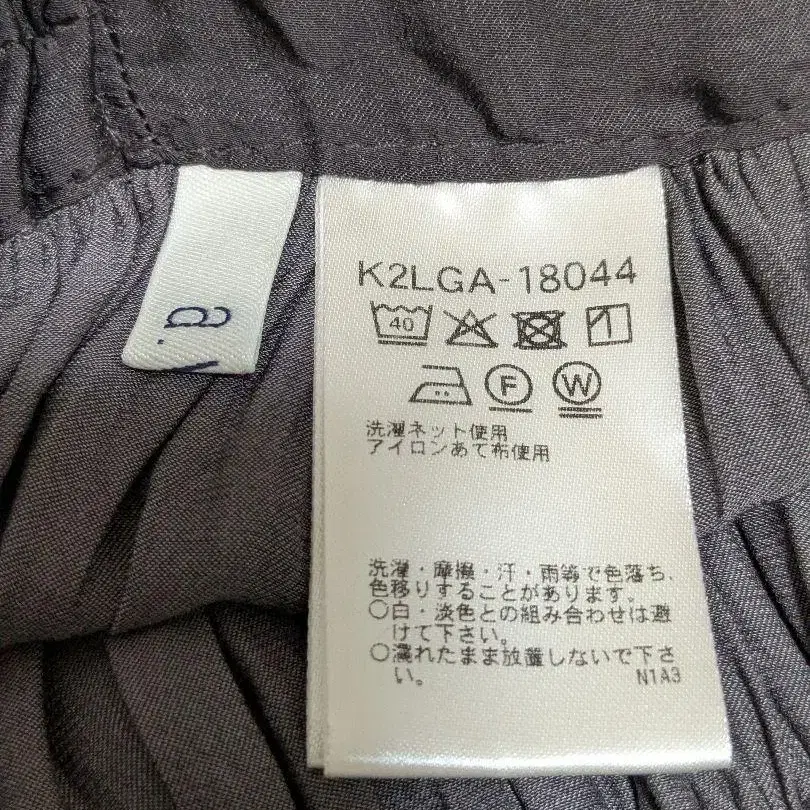 a.
K2LGA-18044
40
F W
洗濯ネット使用
アイロンあて布使用
洗濯・摩擦・汗・雨等で色落ち、
色移りすることがあります。
○白・淡色との組み合わせは避
けて下さい。
○濡れたまま放置しないで下さ
い。
N1A3